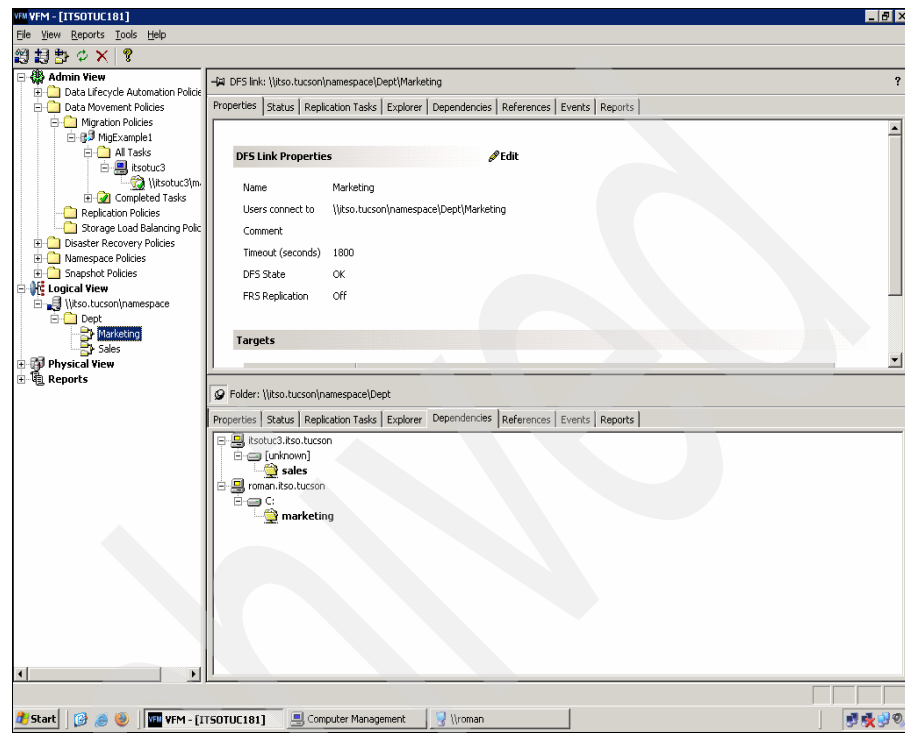 VFM VFM - [ITSOTUC181]
File View Reports Tools Help
Admin View
Data Lifecycle Automation Policie
Data Movement Policies
Migration Policies
MigExample1
All Tasks
itsotuc3
\\itsotuc3\m
Completed Tasks
Replication Policies
Storage Load Balancing Polic
Disaster Recovery Policies
Namespace Policies
Snapshot Policies
Logical View
\\itso.tucson\namespace
Dept
Marketing
Sales
Physical View
Reports
DFS link: \\itso.tucson\namespace\Dept\Marketing ?
Properties Status Replication Tasks Explorer Dependencies References Events Reports
DFS Link Properties Edit
Name Marketing
Users connect to \\itso.tucson\namespace\Dept\Marketing
Comment
Timeout (seconds) 1800
DFS State OK
FRS Replication Off
Targets
Folder: \\itso.tucson\namespace\Dept
Properties Status Replication Tasks Explorer Dependencies References Events Reports
itsotuc3.itso.tucson
[unknown]
sales
roman.itso.tucson
C:
marketing
Start VFM VFM - [ITSOTUC181] Computer Management \\roman
hived